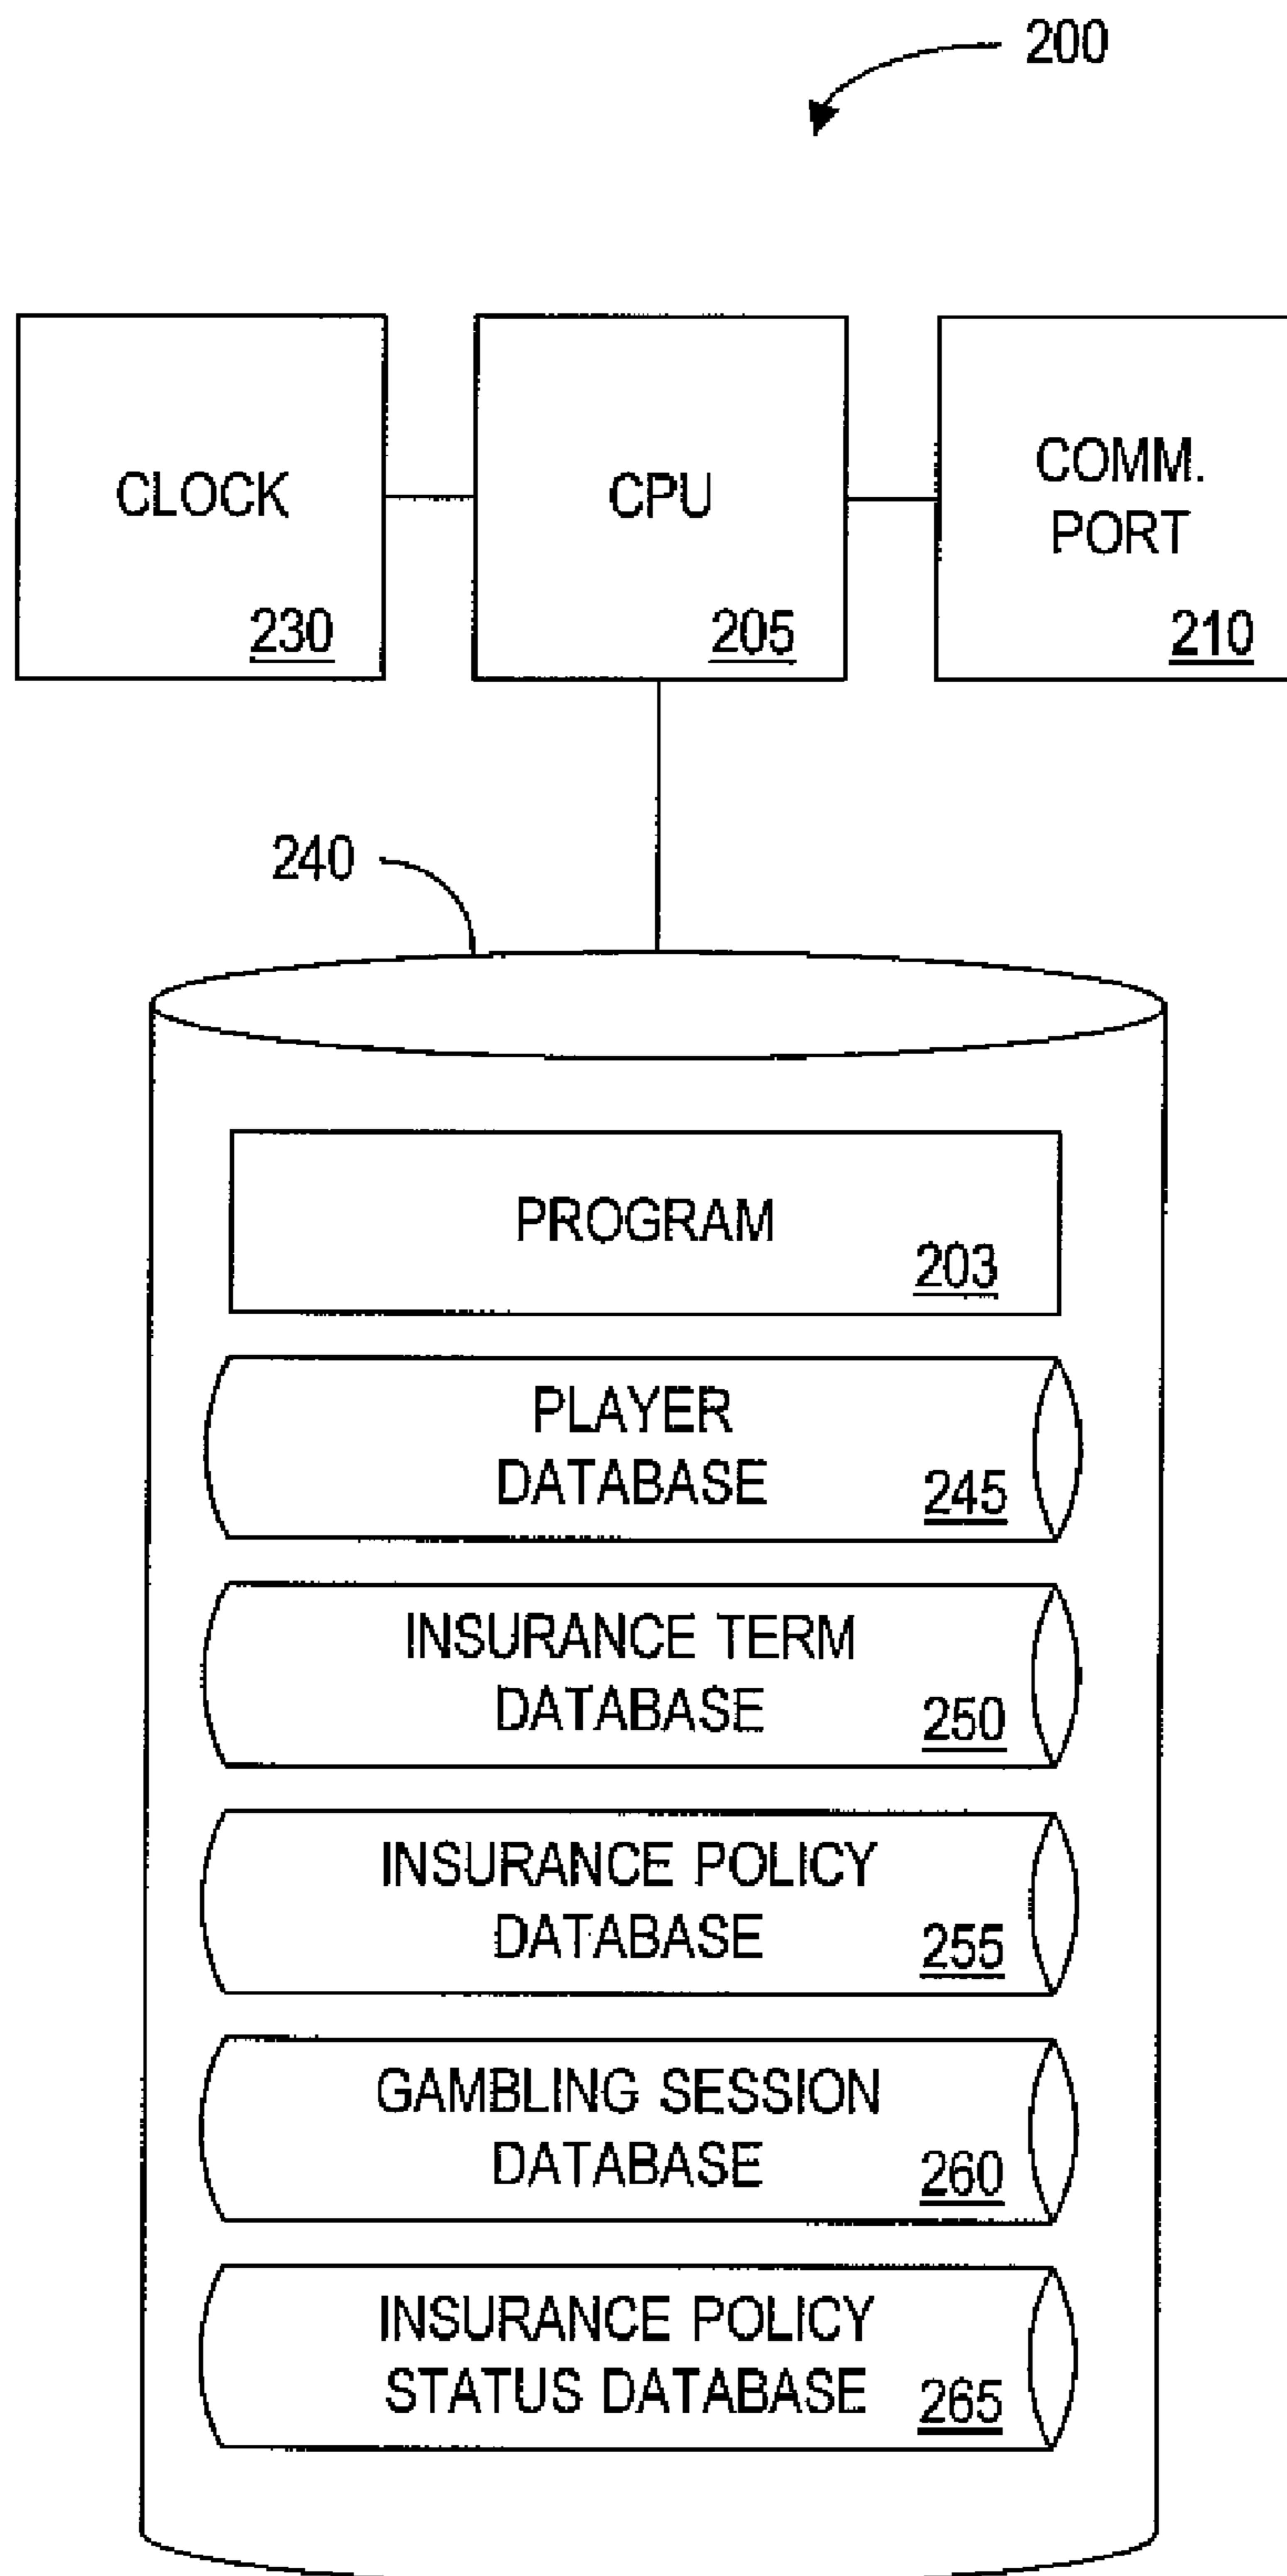 200
CLOCK
230
CPU
205
COMM.
PORT
210
240
PROGRAM
203
PLAYER
DATABASE
245
INSURANCE TERM
DATABASE
250
INSURANCE POLICY
DATABASE
255
GAMBLING SESSION
DATABASE
260
INSURANCE POLICY
STATUS DATABASE
265